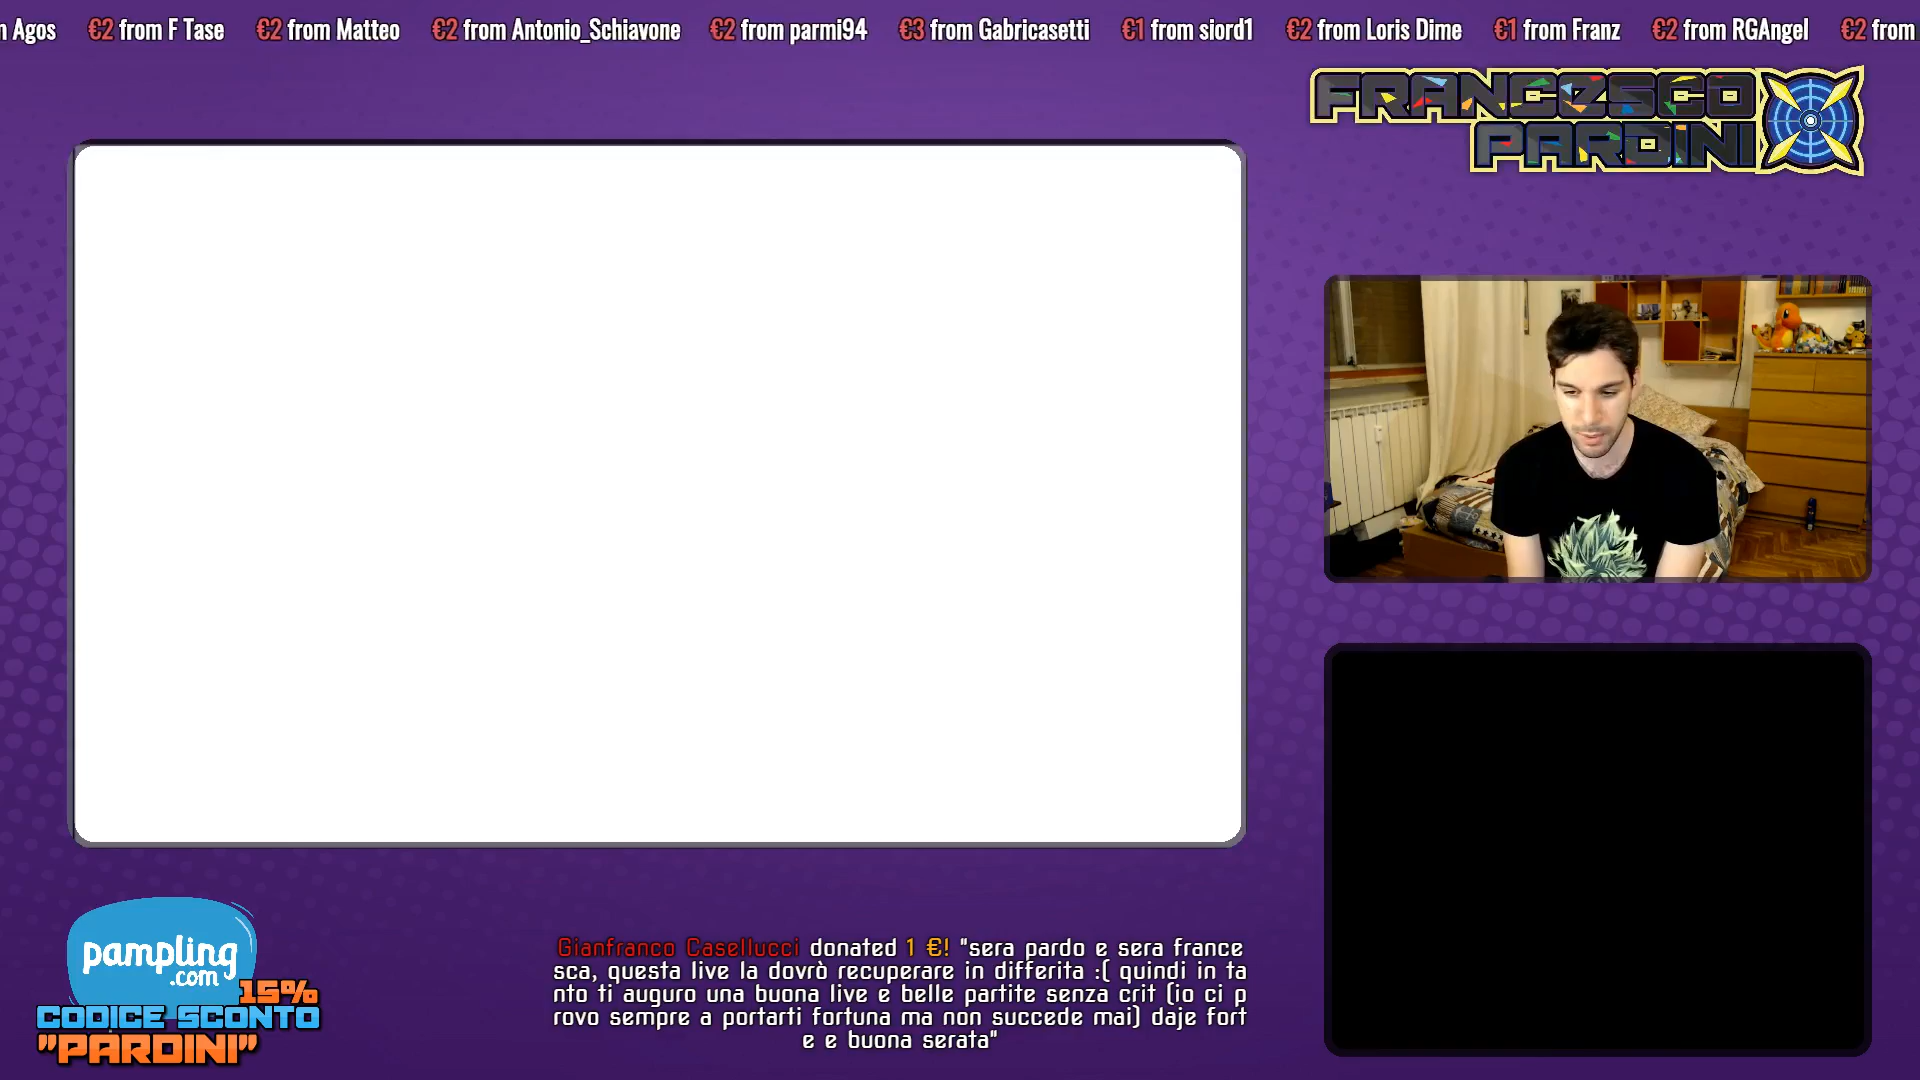 n Agos €2 from F Tase €2 from Matteo €2 from Antonio_Schiavone €2 from parmi94 €3 from Gabricasetti €1 from siord1 €2 from Loris Dime €1 from Franz €2 from RGAngel €2 from
FRANCESCO
PARDINI
pampling
.com
15%
CODICE SCONTO
"PARDINI"
Gianfranco Casellucci donated 1 €! "sera pardo e sera france
sca, questa live la dovrò recuperare in differita :( quindi in ta
nto ti auguro una buona live e belle partite senza crit (io ci p
rovo sempre a portarti fortuna ma non succede mai) daje fort
e e buona serata"